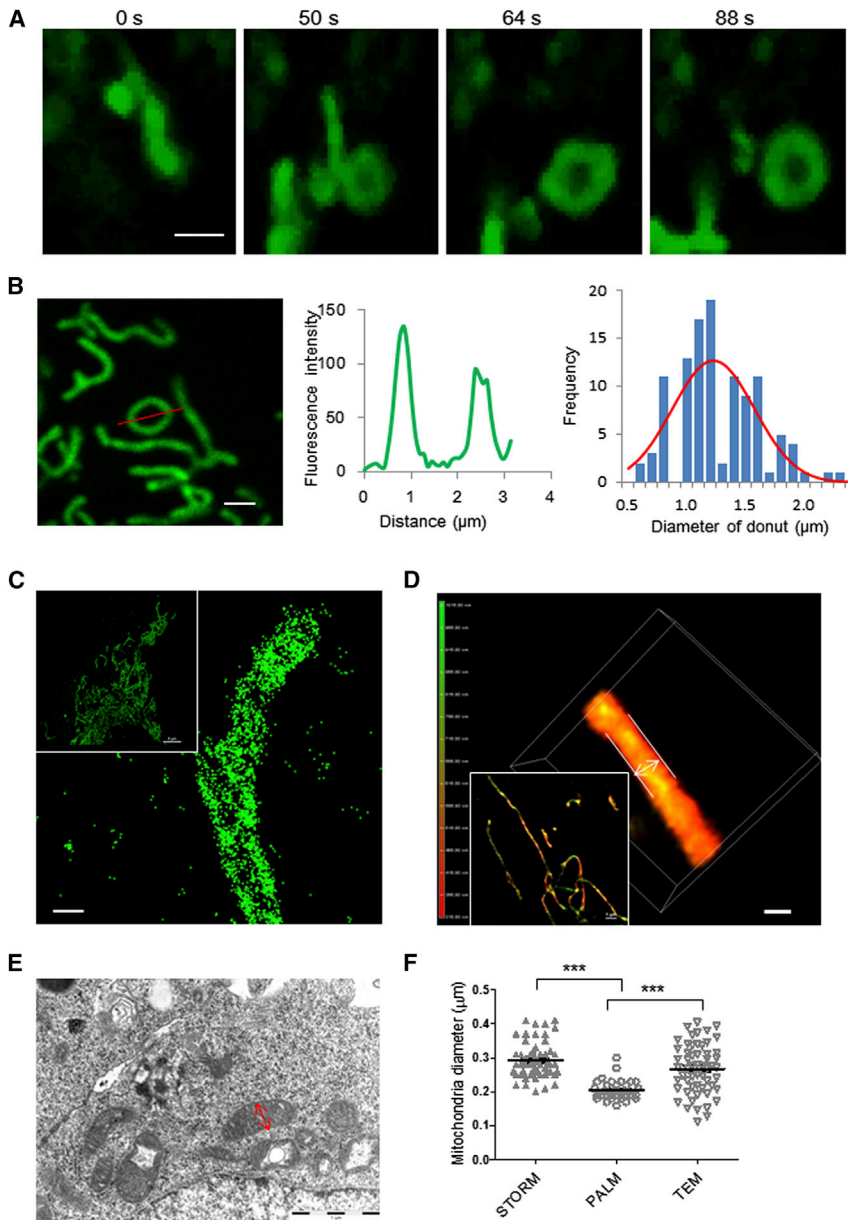 A
0 s 50 s 64 s 88 s
B
Fluorescence intensity
150
100
50
0
0 1 2 3 4
Distance (µm)
Frequency
20
15
10
5
0
0.5 1.0 1.5 2.0
Diameter of donut (µm)
C
D
E
F
Mitochondria diameter (µm)
0.5
0.4
0.3
0.2
0.1
0.0
*** ***
STORM PALM TEM